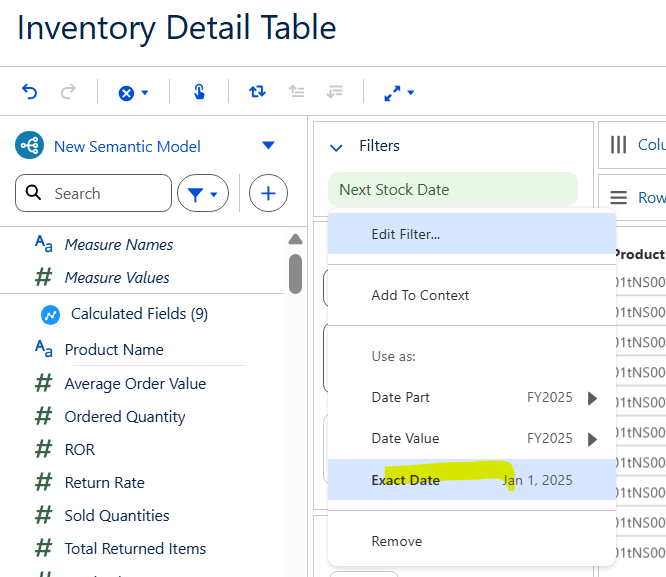 Inventory Detail Table
New Semantic Model
Search
Measure Names
Measure Values
Calculated Fields (9)
Product Name
Average Order Value
Ordered Quantity
ROR
Return Rate
Sold Quantities
Total Returned Items
Filters
Next Stock Date
Edit Filter...
Add To Context
Use as:
Date Part FY2025
Date Value FY2025
Exact Date Jan 1, 2025
Remove
Colu
Row
Product
01tNS00
01tNS00
01tNS00
01tNS00
01tNS00
01tNS00
01tNS00
01tNS00
01tNS00
01tNS00